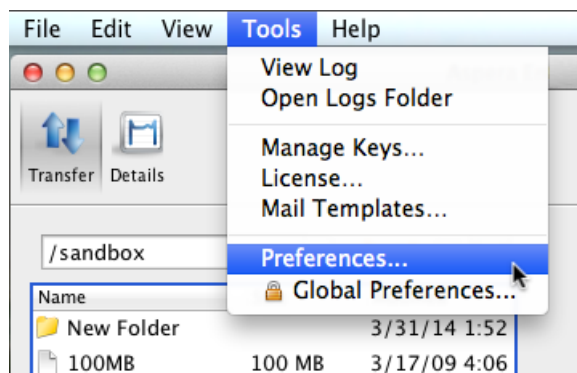 File Edit View Tools Help
View Log
Open Logs Folder
Manage Keys...
License...
Mail Templates...
Preferences...
Global Preferences...
Transfer Details
/sandbox
Name
New Folder 3/31/14 1:52
100MB 100 MB 3/17/09 4:06